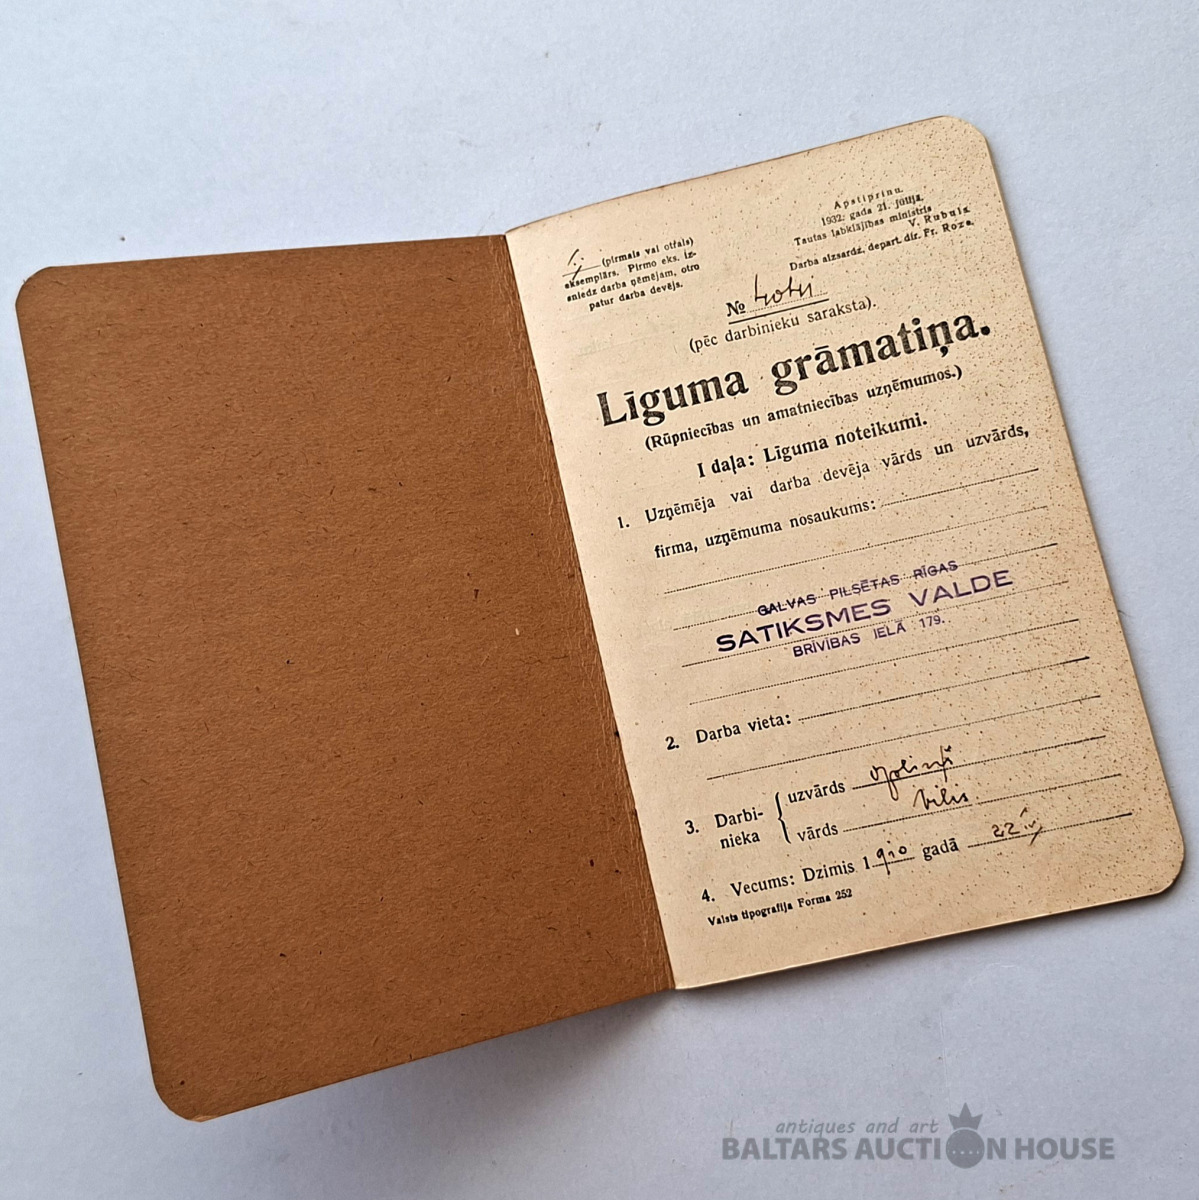 I. (pirmais vai otrais)
eksemplārs. Pirmo eks. iz-
sniedz darba ņēmējam, otro
patur darba devējs.
Apstiprinu.
1932. gada 21. jūlijā.
Tautas labklājības ministris
V. Rubulis
Darba aizsardz. depart. dir. Fr. Roze.
№
(pēc darbinieku saraksta).
Līguma grāmatiņa.
(Rūpniecības un amatniecības uzņēmumos.)
I daļa: Līguma noteikumi.
1. Uzņēmēja vai darba devēja vārds un uzvārds,
firma, uzņēmuma nosaukums:
GALVAS PILSĒTAS RĪGAS
SATIKSMES VALDE
BRĪVĪBAS IELĀ 179.
2. Darba vieta:
3. Darbi-
nieka
uzvārds
vārds Vilis
4. Vecums: Dzimis 1910 gadā 22 IV
Valsts tipografija Forma 252
antiques and art
BALTARS AUCTION HOUSE